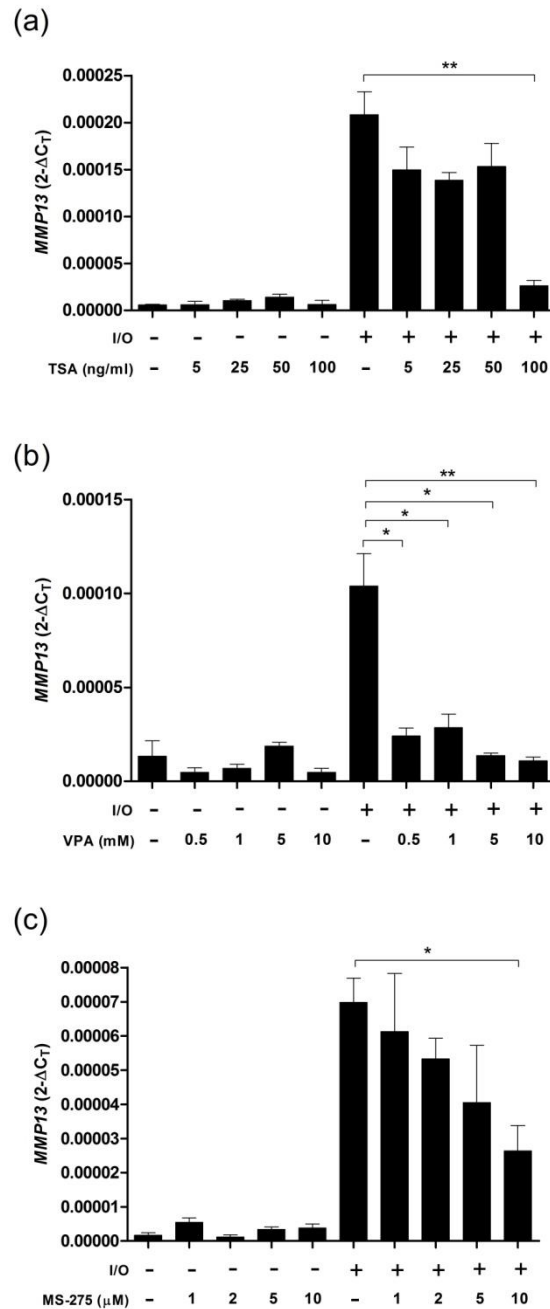 (a)
MMP13 (2-ΔCT)
0.00025
0.00020
0.00015
0.00010
0.00005
0.00000
**
I/O - - - - - + + + + +
TSA (ng/ml) - 5 25 50 100 - 5 25 50 100
(b)
MMP13 (2-ΔCT)
0.00015
0.00010
0.00005
0.00000
**
*
*
*
I/O - - - - - + + + + +
VPA (mM) - 0.5 1 5 10 - 0.5 1 5 10
(c)
MMP13 (2-ΔCT)
0.00008
0.00007
0.00006
0.00005
0.00004
0.00003
0.00002
0.00001
0.00000
*
I/O - - - - - + + + + +
MS-275 (μM) - 1 2 5 10 - 1 2 5 10